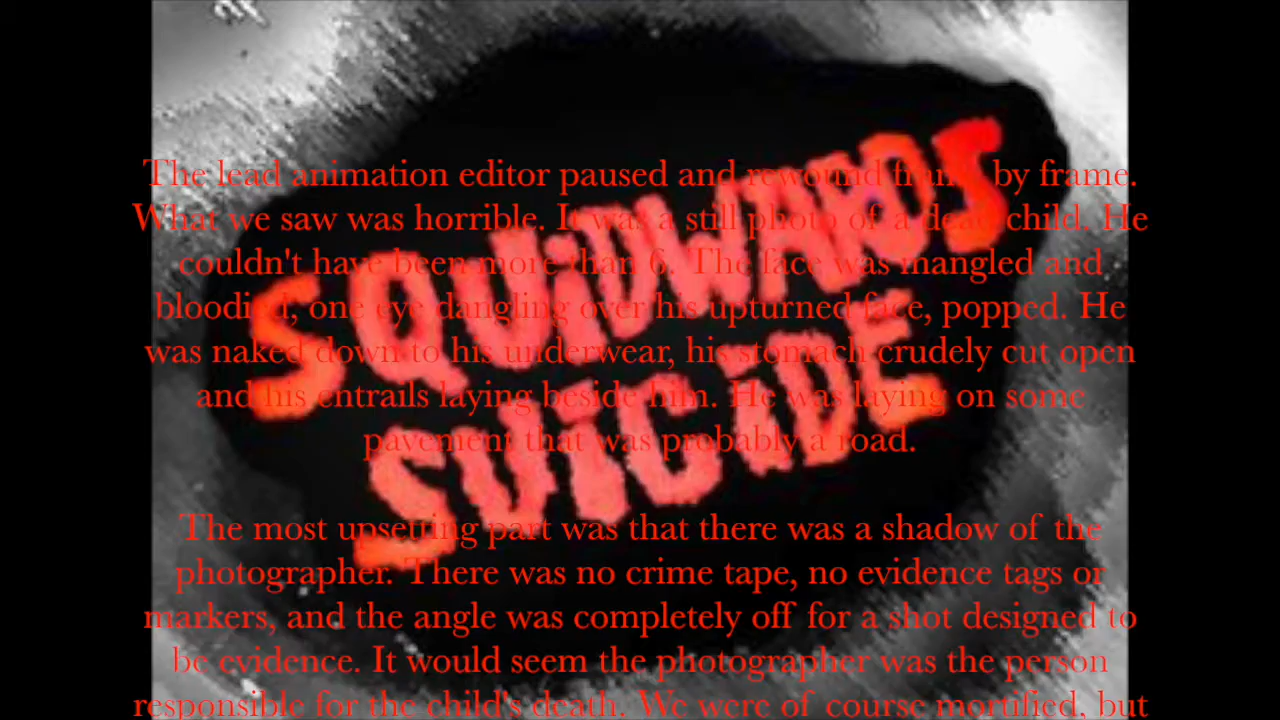 The lead animation editor paused and rewound frame by frame.
What we saw was horrible. It was a still photo of a dead child. He
couldn't have been more than 6. The face was mangled and
bloodied, one eye dangling over his upturned face, popped. He
was naked down to his underwear, his stomach crudely cut open
and his entrails laying beside him. He was laying on some
pavement that was probably a road.
The most upsetting part was that there was a shadow of the
photographer. There was no crime tape, no evidence tags or
markers, and the angle was completely off for a shot designed to
be evidence. It would seem the photographer was the person
responsible for the child's death. We were of course mortified, but
SQUiDWARDS
SUiCiDE